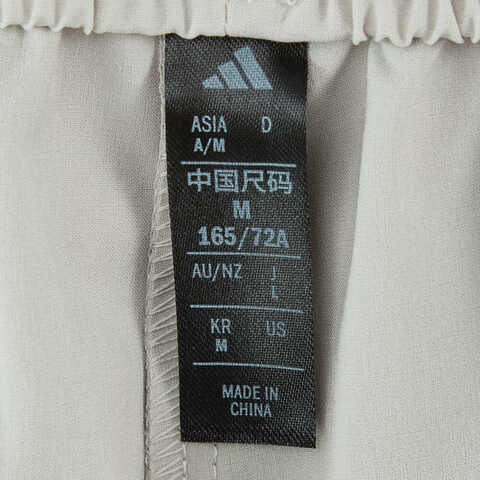 ASIA D
A/M
中国尺码
M
165/72A
AU/NZ J
L
KR US
M
MADE IN
CHINA